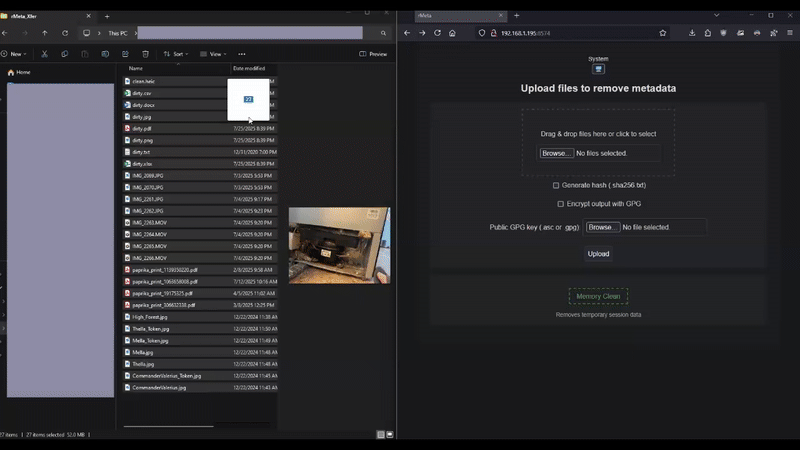 rMeta_Xfer
This PC
New
Sort
View
Preview
Home
Name Date modified
clean.heic
dirty.csv
dirty.docx
dirty.jpg
dirty.pdf 7/25/2025 8:39 PM
dirty.png 7/25/2025 8:39 PM
dirty.txt 12/31/2020 7:00 PM
dirty.xlsx 7/25/2025 8:39 PM
IMG_2069.JPG 7/3/2025 5:53 PM
IMG_2070.JPG 7/3/2025 5:53 PM
IMG_2261.JPG 7/4/2025 9:17 PM
IMG_2262.JPG 7/4/2025 9:23 PM
IMG_2263.MOV 7/4/2025 9:20 PM
IMG_2264.MOV 7/4/2025 9:20 PM
IMG_2265.MOV 7/4/2025 9:20 PM
IMG_2266.MOV 7/4/2025 9:20 PM
paprika_print_1139350220.pdf 2/8/2025 9:58 AM
7/12/2025 10:16 AM
paprika_print_19175325.pdf 4/5/2025 11:02 AM
paprika_print_306632338.pdf 3/8/2025 12:25 PM
High_Forest.jpg 12/22/2024 11:38 AM
Thella_Token.jpg 12/22/2024 11:50 AM
Mella_Token.jpg 12/22/2024 11:49 AM
Mella.jpg 12/22/2024 11:48 AM
Thella.jpg 12/22/2024 11:48 AM
CommanderValerius_Token.jpg 12/22/2024 11:45 AM
CommanderValerius.jpg 12/22/2024 11:43 AM
27
27 items 27 items selected 52.0 MB
rMeta
192.168.1.195:8574
System
Upload files to remove metadata
Drag & drop files here or click to select
Browse... No files selected.
Generate hash (.sha256.txt)
Encrypt output with GPG
Public GPG key (.asc or .gpg) Browse... No file selected.
Upload
Memory Clean
Removes temporary session data